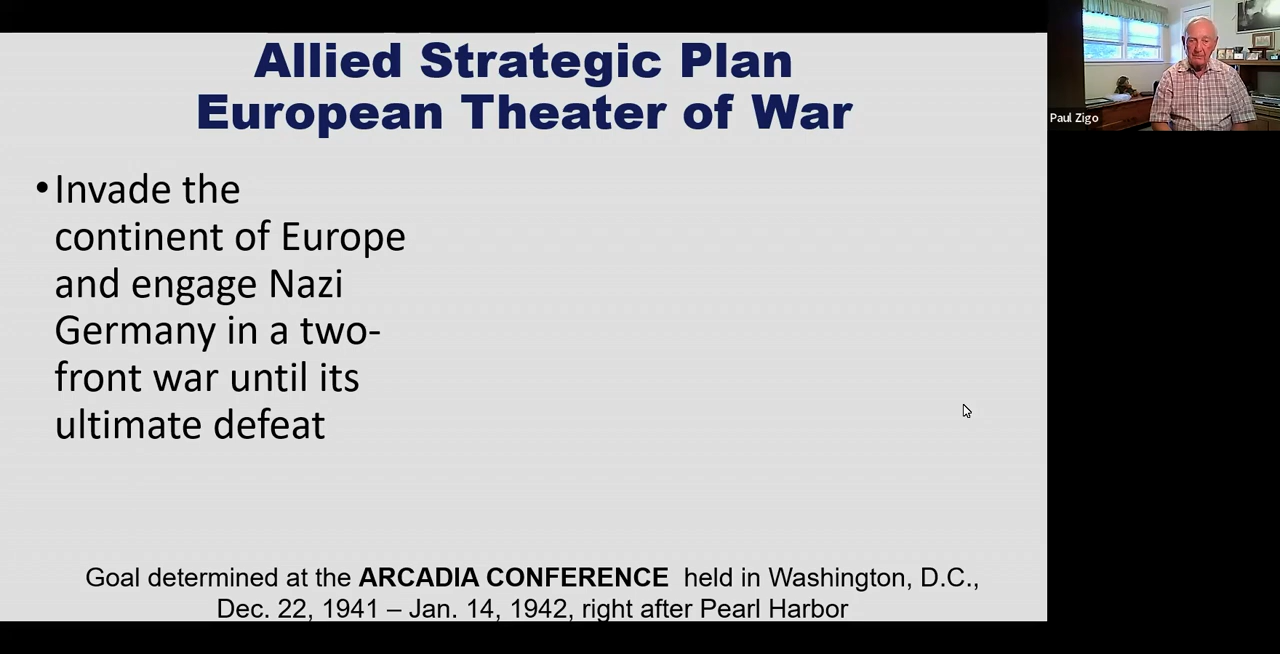 Allied Strategic Plan
European Theater of War
•Invade the
continent of Europe
and engage Nazi
Germany in a two-
front war until its
ultimate defeat
Goal determined at the ARCADIA CONFERENCE held in Washington, D.C.,
Dec. 22, 1941 – Jan. 14, 1942, right after Pearl Harbor
Paul Zigo